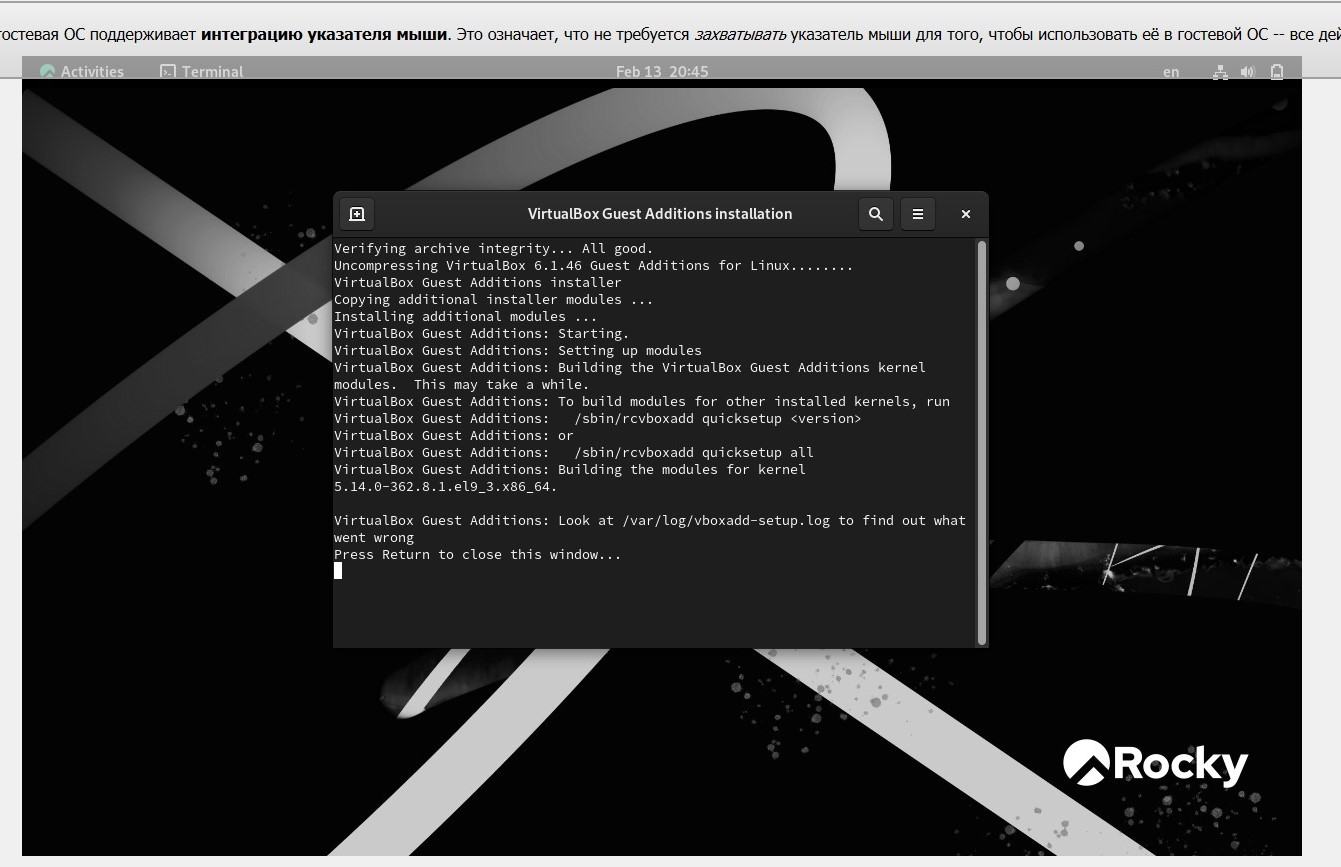 гостевая ОС поддерживает интеграцию указателя мыши. Это означает, что не требуется захватывать указатель мыши для того, чтобы использовать её в гостевой ОС -- все дей
Activities Terminal Feb 13 20:45 en
VirtualBox Guest Additions installation
Verifying archive integrity... All good.
Uncompressing VirtualBox 6.1.46 Guest Additions for Linux........
VirtualBox Guest Additions installer
Copying additional installer modules ...
Installing additional modules ...
VirtualBox Guest Additions: Starting.
VirtualBox Guest Additions: Setting up modules
VirtualBox Guest Additions: Building the VirtualBox Guest Additions kernel
modules.  This may take a while.
VirtualBox Guest Additions: To build modules for other installed kernels, run
VirtualBox Guest Additions:   /sbin/rcvboxadd quicksetup <version>
VirtualBox Guest Additions: or
VirtualBox Guest Additions:   /sbin/rcvboxadd quicksetup all
VirtualBox Guest Additions: Building the modules for kernel
5.14.0-362.8.1.el9_3.x86_64.
VirtualBox Guest Additions: Look at /var/log/vboxadd-setup.log to find out what
went wrong
Press Return to close this window...
Rocky